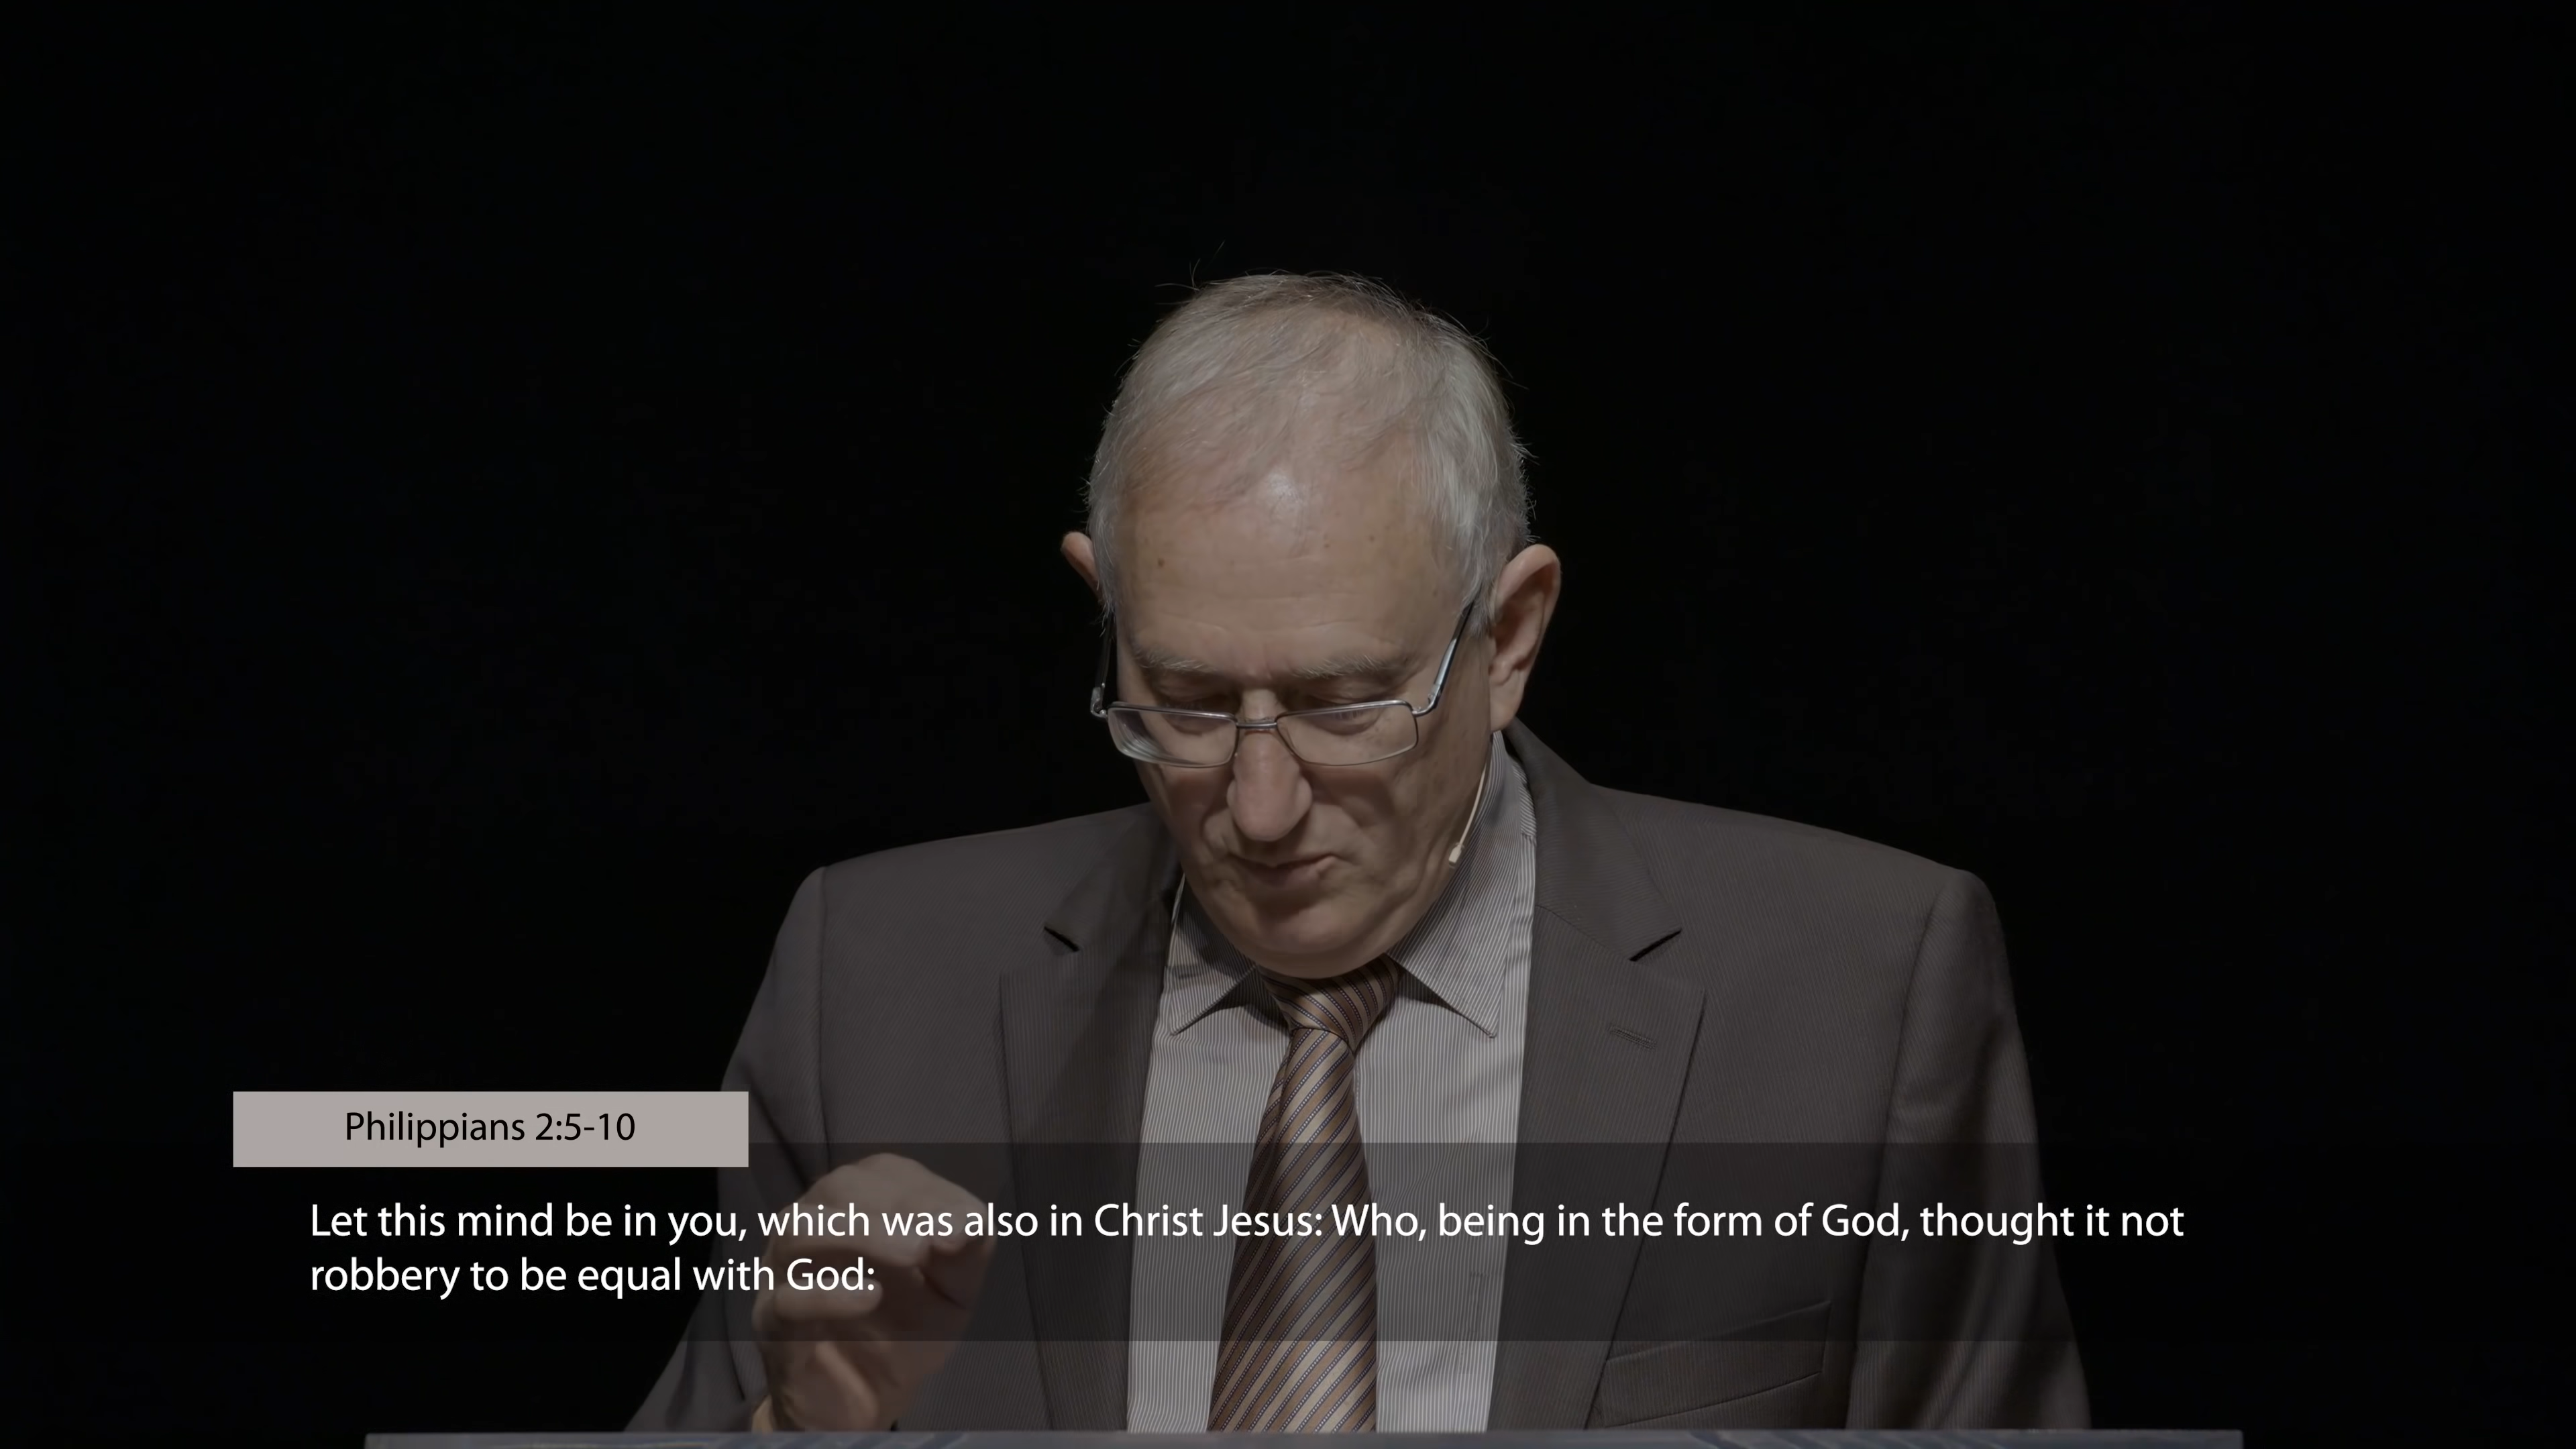 Philippians 2:5-10
Let this mind be in you, which was also in Christ Jesus: Who, being in the form of God, thought it not
robbery to be equal with God: